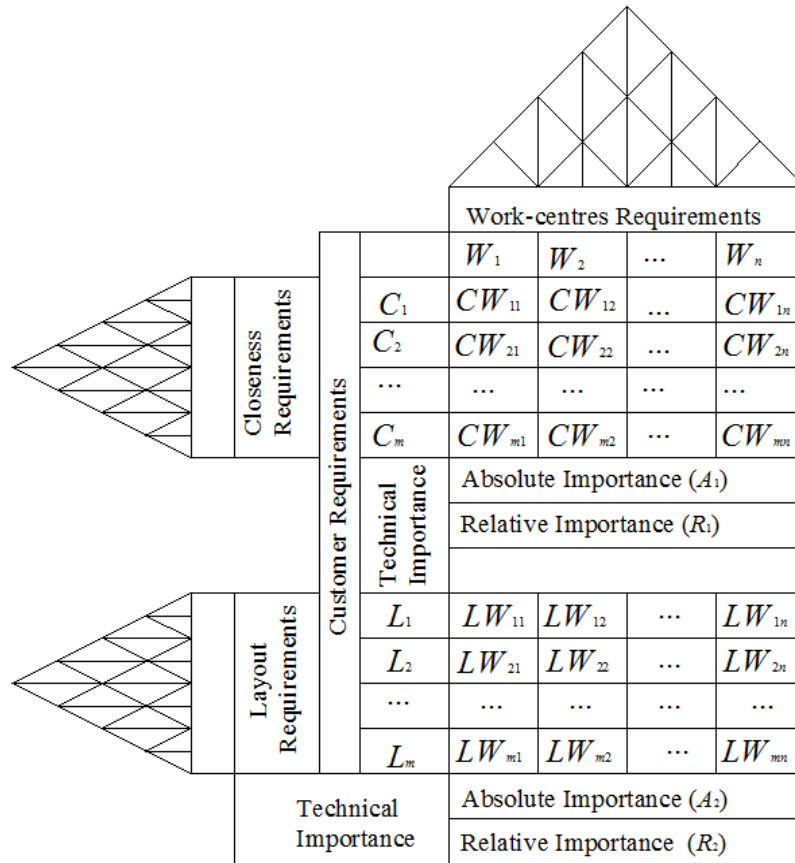 Work-centres Requirements
W1 W2 ... Wn
C1 CW11 CW12 ... CW1n
C2 CW21 CW22 ... CW2n
... ... ... ... ...
Cm CWm1 CWm2 ... CWmn
Closeness
Requirements
Customer Requirements
Technical
Importance
Absolute Importance (A1)
Relative Importance (R1)
Layout
Requirements
L1 LW11 LW12 ... LW1n
L2 LW21 LW22 ... LW2n
... ... ... ... ...
Lm LWm1 LWm2 ... LWmn
Technical
Importance
Absolute Importance (A2)
Relative Importance (R2)